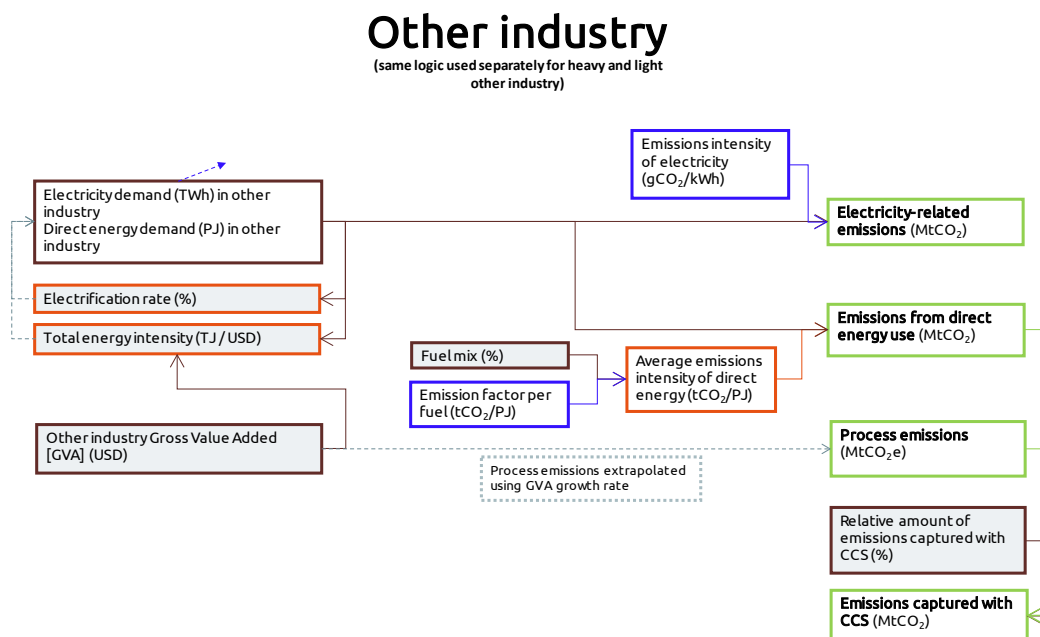 Other industry
(same logic used separately for heavy and light
other industry)
Emissions intensity
of electricity
(gCO₂/kWh)
Electricity demand (TWh) in other
industry
Direct energy demand (PJ) in other
industry
Electricity-related
emissions (MtCO₂)
Electrification rate (%)
Total energy intensity (TJ / USD)
Emissions from direct
energy use (MtCO₂)
Fuel mix (%)
Emission factor per
fuel (tCO₂/PJ)
Average emissions
intensity of direct
energy (tCO₂/PJ)
Other industry Gross Value Added
[GVA] (USD)
Process emissions
(MtCO₂e)
Process emissions extrapolated
using GVA growth rate
Relative amount of
emissions captured with
CCS (%)
Emissions captured with
CCS (MtCO₂)